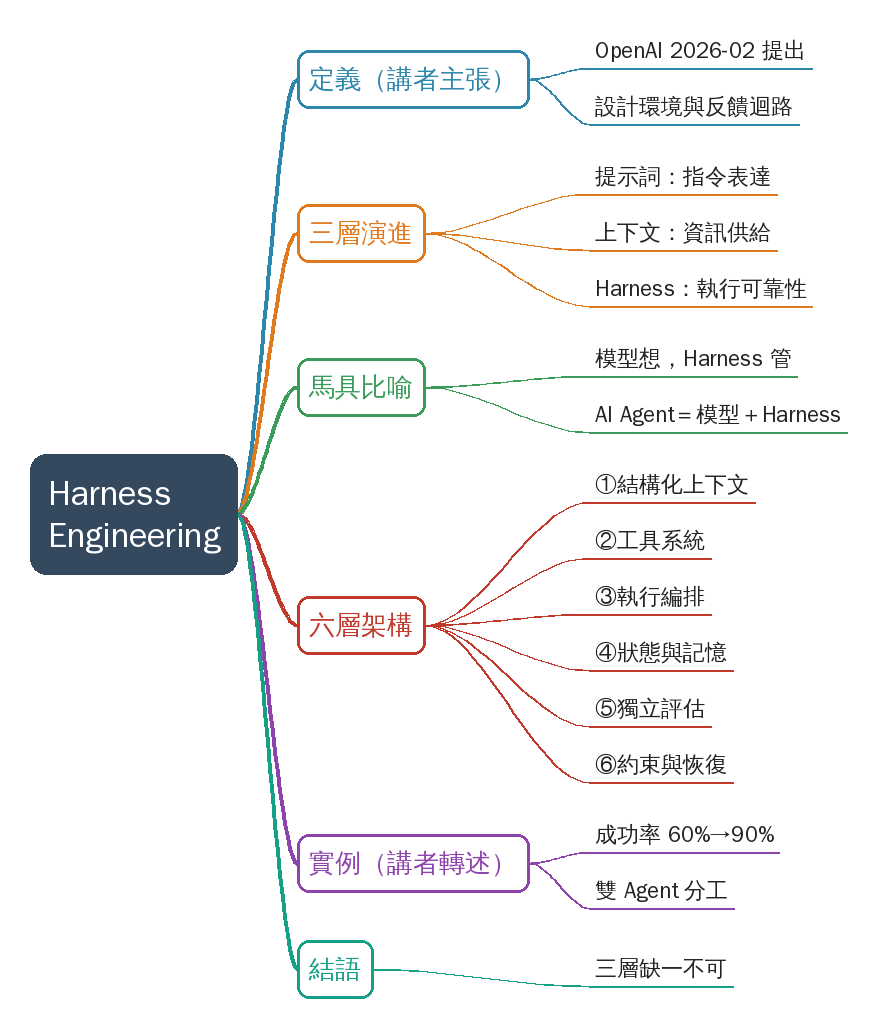 Harness
Engineering
定義（講者主張）
OpenAI 2026-02 提出
設計環境與反饋迴路
三層演進
提示詞：指令表達
上下文：資訊供給
Harness：執行可靠性
馬具比喻
模型想，Harness 管
AI Agent＝模型＋Harness
六層架構
①結構化上下文
②工具系統
③執行編排
④狀態與記憶
⑤獨立評估
⑥約束與恢復
實例（講者轉述）
成功率 60%→90%
雙 Agent 分工
結語
三層缺一不可